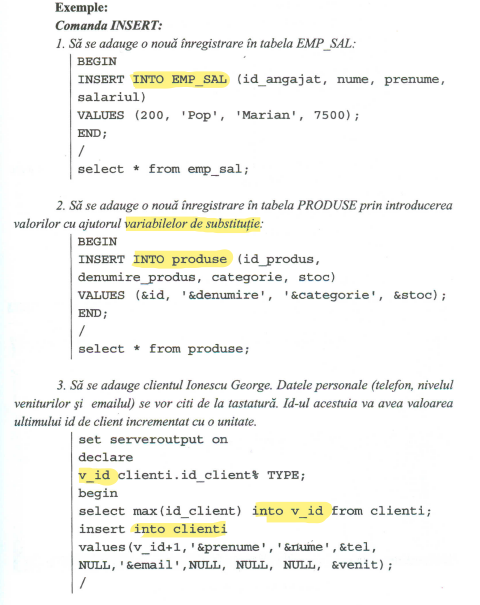 Exemple:
Comanda INSERT:
1. Să se adauge o nouă înregistrare în tabela EMP_SAL:
BEGIN
INSERT INTO EMP_SAL (id_angajat, nume, prenume,
salariul)
VALUES (200, 'Pop', 'Marian', 7500);
END;
/
select * from emp_sal;
2. Să se adauge o nouă înregistrare în tabela PRODUSE prin introducerea
valorilor cu ajutorul variabilelor de substituție:
BEGIN
INSERT INTO produse (id_produs,
denumire_produs, categorie, stoc)
VALUES (&id, '&denumire', '&categorie', &stoc);
END;
/
select * from produse;
3. Să se adauge clientul Ionescu George. Datele personale (telefon, nivelul
veniturilor şi emailul) se vor citi de la tastatură. Id-ul acestuia va avea valoarea
ultimului id de client incrementat cu o unitate.
set serveroutput on
declare
v_id clienti.id_client% TYPE;
begin
select max(id_client) into v_id from clienti;
insert into clienti
values(v_id+1,'&prenume','&nume',&tel,
NULL,'&email',NULL, NULL, NULL, &venit);
/